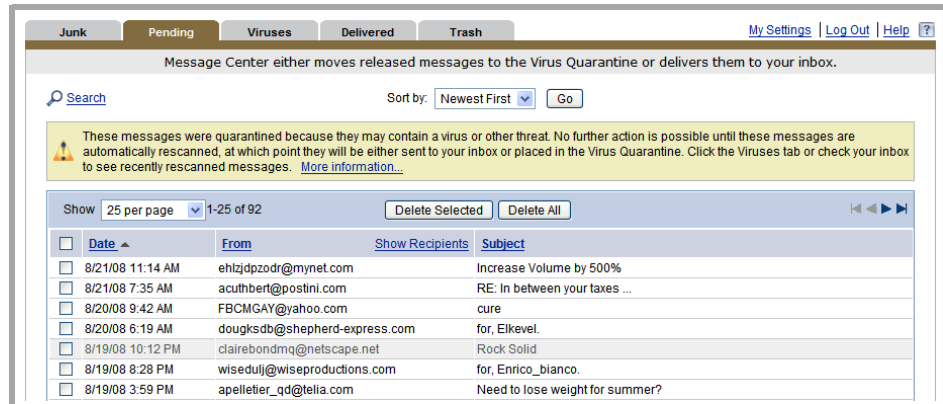 Junk Pending Viruses Delivered Trash My Settings | Log Out | Help ?
Message Center either moves released messages to the Virus Quarantine or delivers them to your inbox.
Search Sort by: Newest First Go
These messages were quarantined because they may contain a virus or other threat. No further action is possible until these messages are
automatically rescanned, at which point they will be either sent to your inbox or placed in the Virus Quarantine. Click the Viruses tab or check your inbox
to see recently rescanned messages. More information...
Show 25 per page 1-25 of 92 Delete Selected Delete All
Date From Show Recipients Subject
8/21/08 11:14 AM ehlzjdpzodr@mynet.com Increase Volume by 500%
8/21/08 7:35 AM acuthbert@postini.com RE: In between your taxes ...
8/20/08 9:42 AM FBCMGAY@yahoo.com cure
8/20/08 6:19 AM dougksdb@shepherd-express.com for, Elkevel.
8/19/08 10:12 PM clairebondmq@netscape.net Rock Solid
8/19/08 8:28 PM wisedulj@wiseproductions.com for, Enrico_bianco.
8/19/08 3:59 PM apelletier_qd@telia.com Need to lose weight for summer?